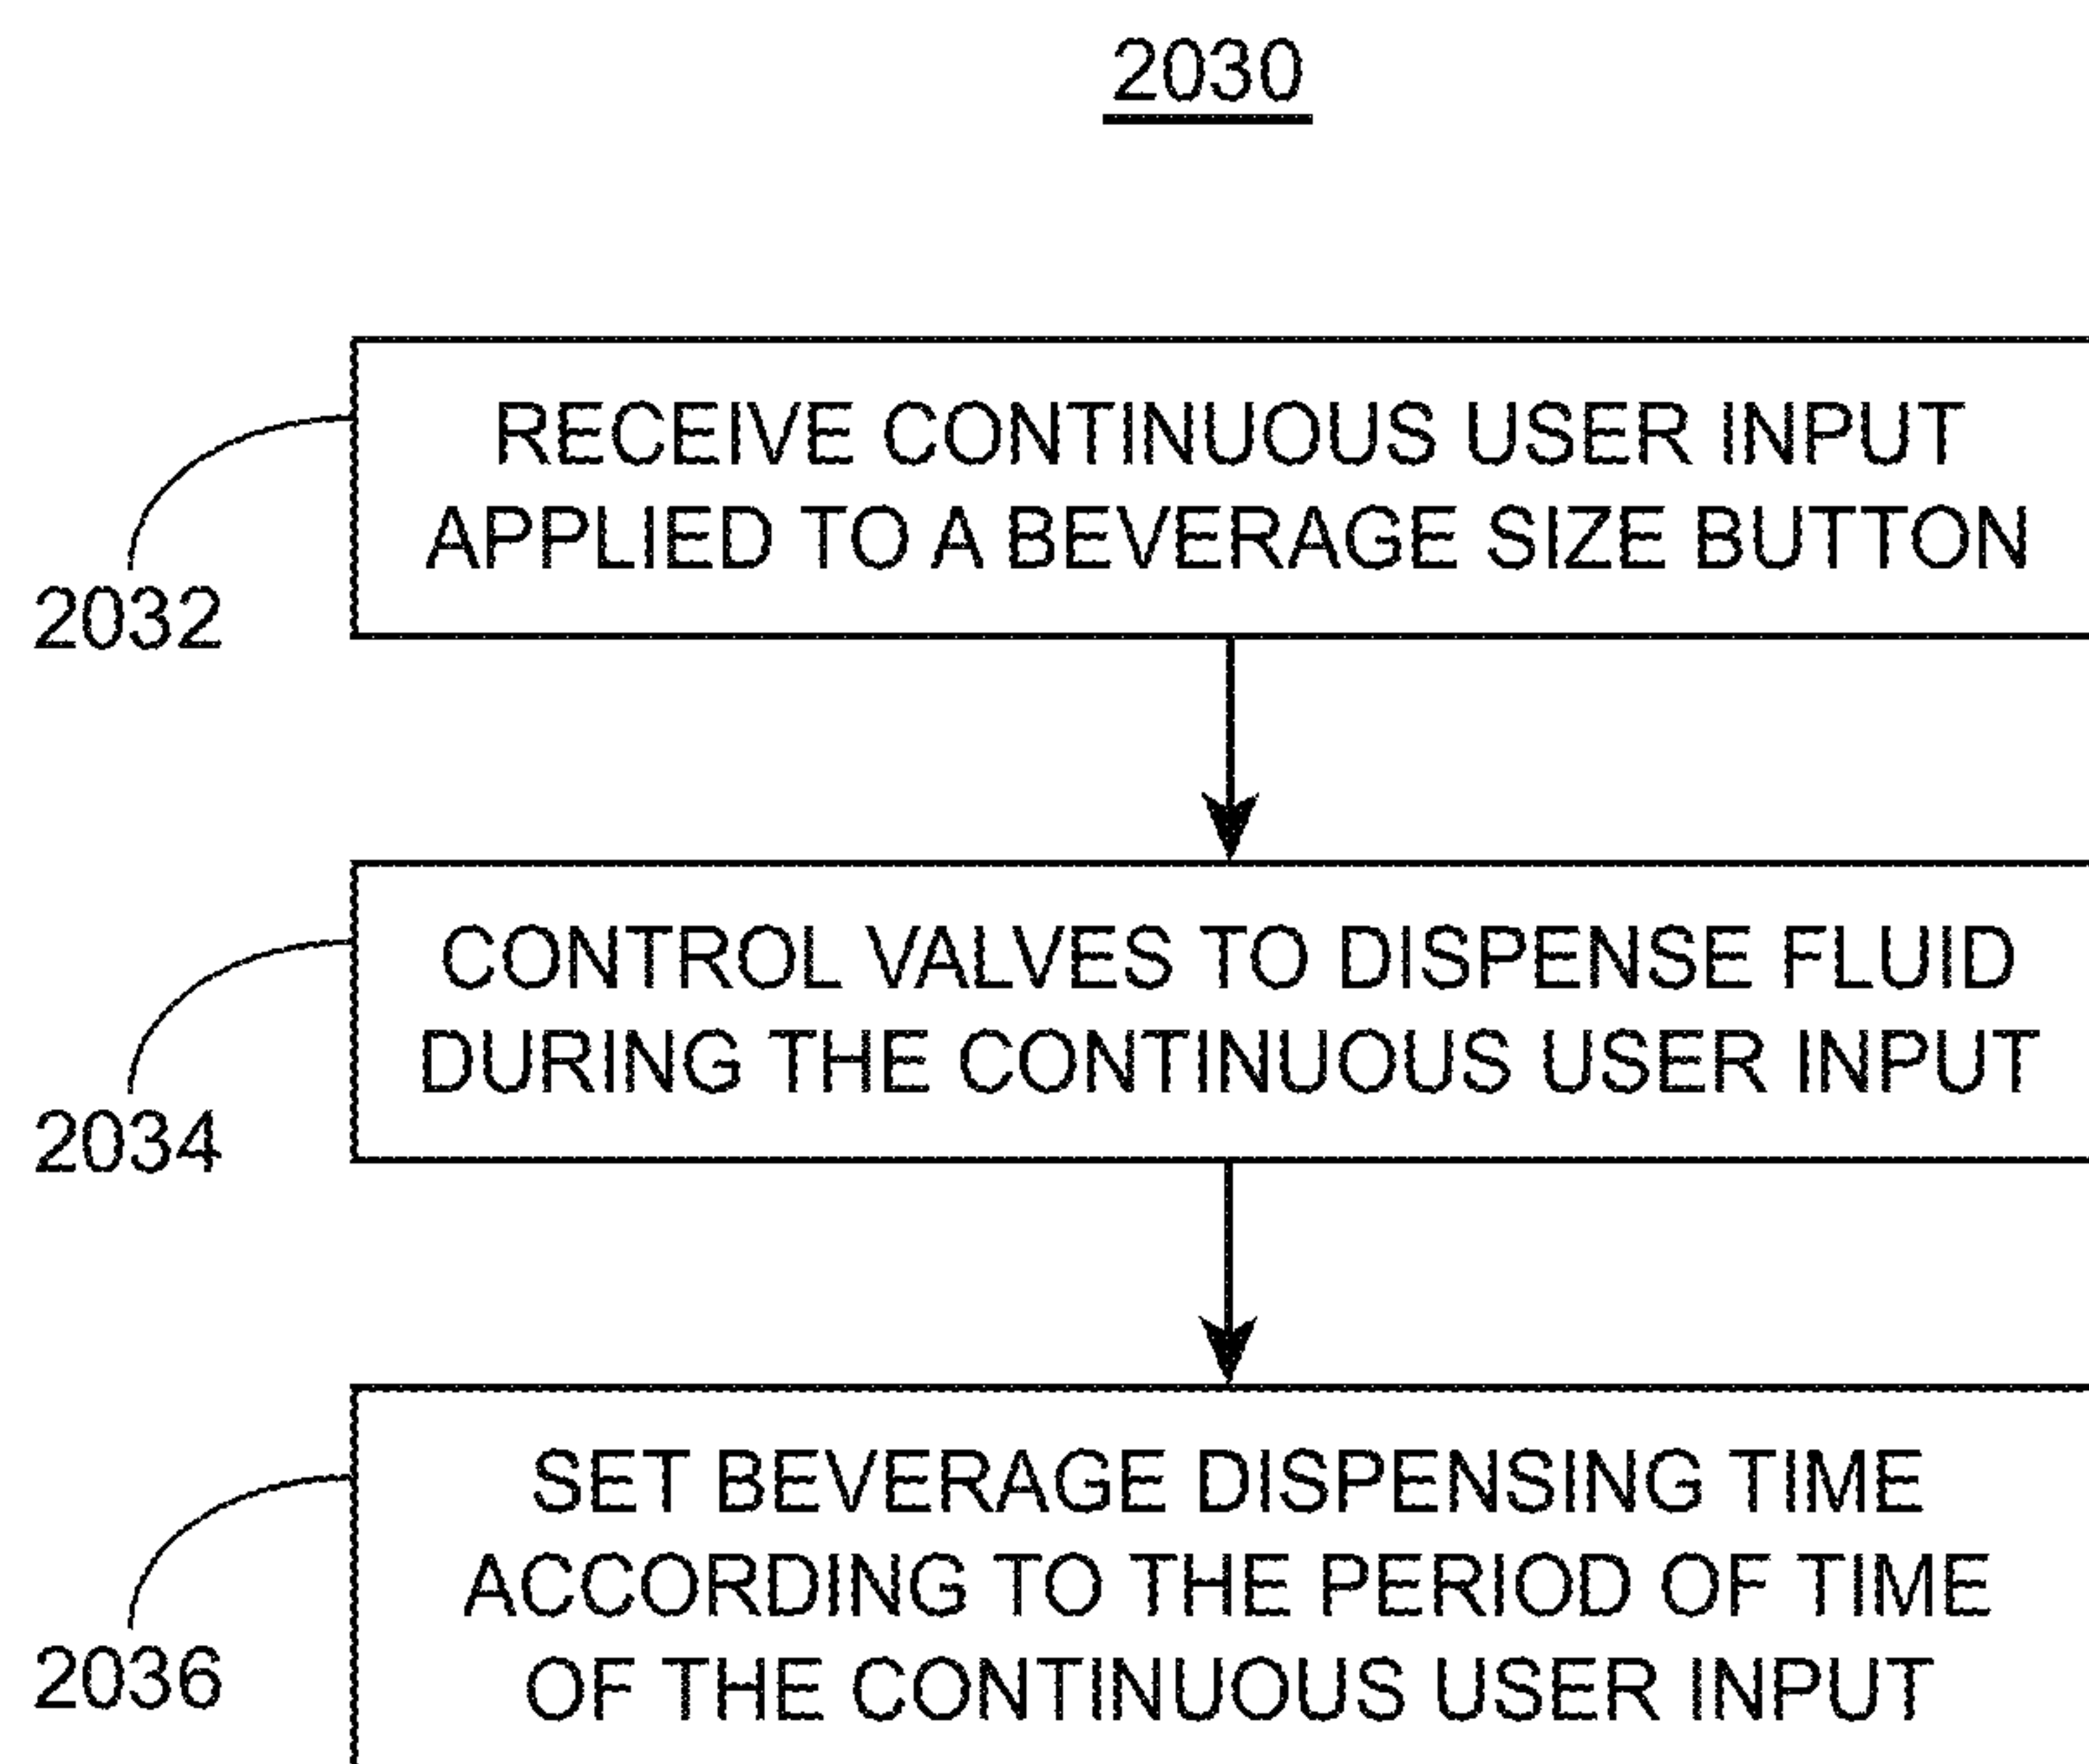 2030
RECEIVE CONTINUOUS USER INPUT
APPLIED TO A BEVERAGE SIZE BUTTON
2032
CONTROL VALVES TO DISPENSE FLUID
DURING THE CONTINUOUS USER INPUT
2034
SET BEVERAGE DISPENSING TIME
ACCORDING TO THE PERIOD OF TIME
OF THE CONTINUOUS USER INPUT
2036